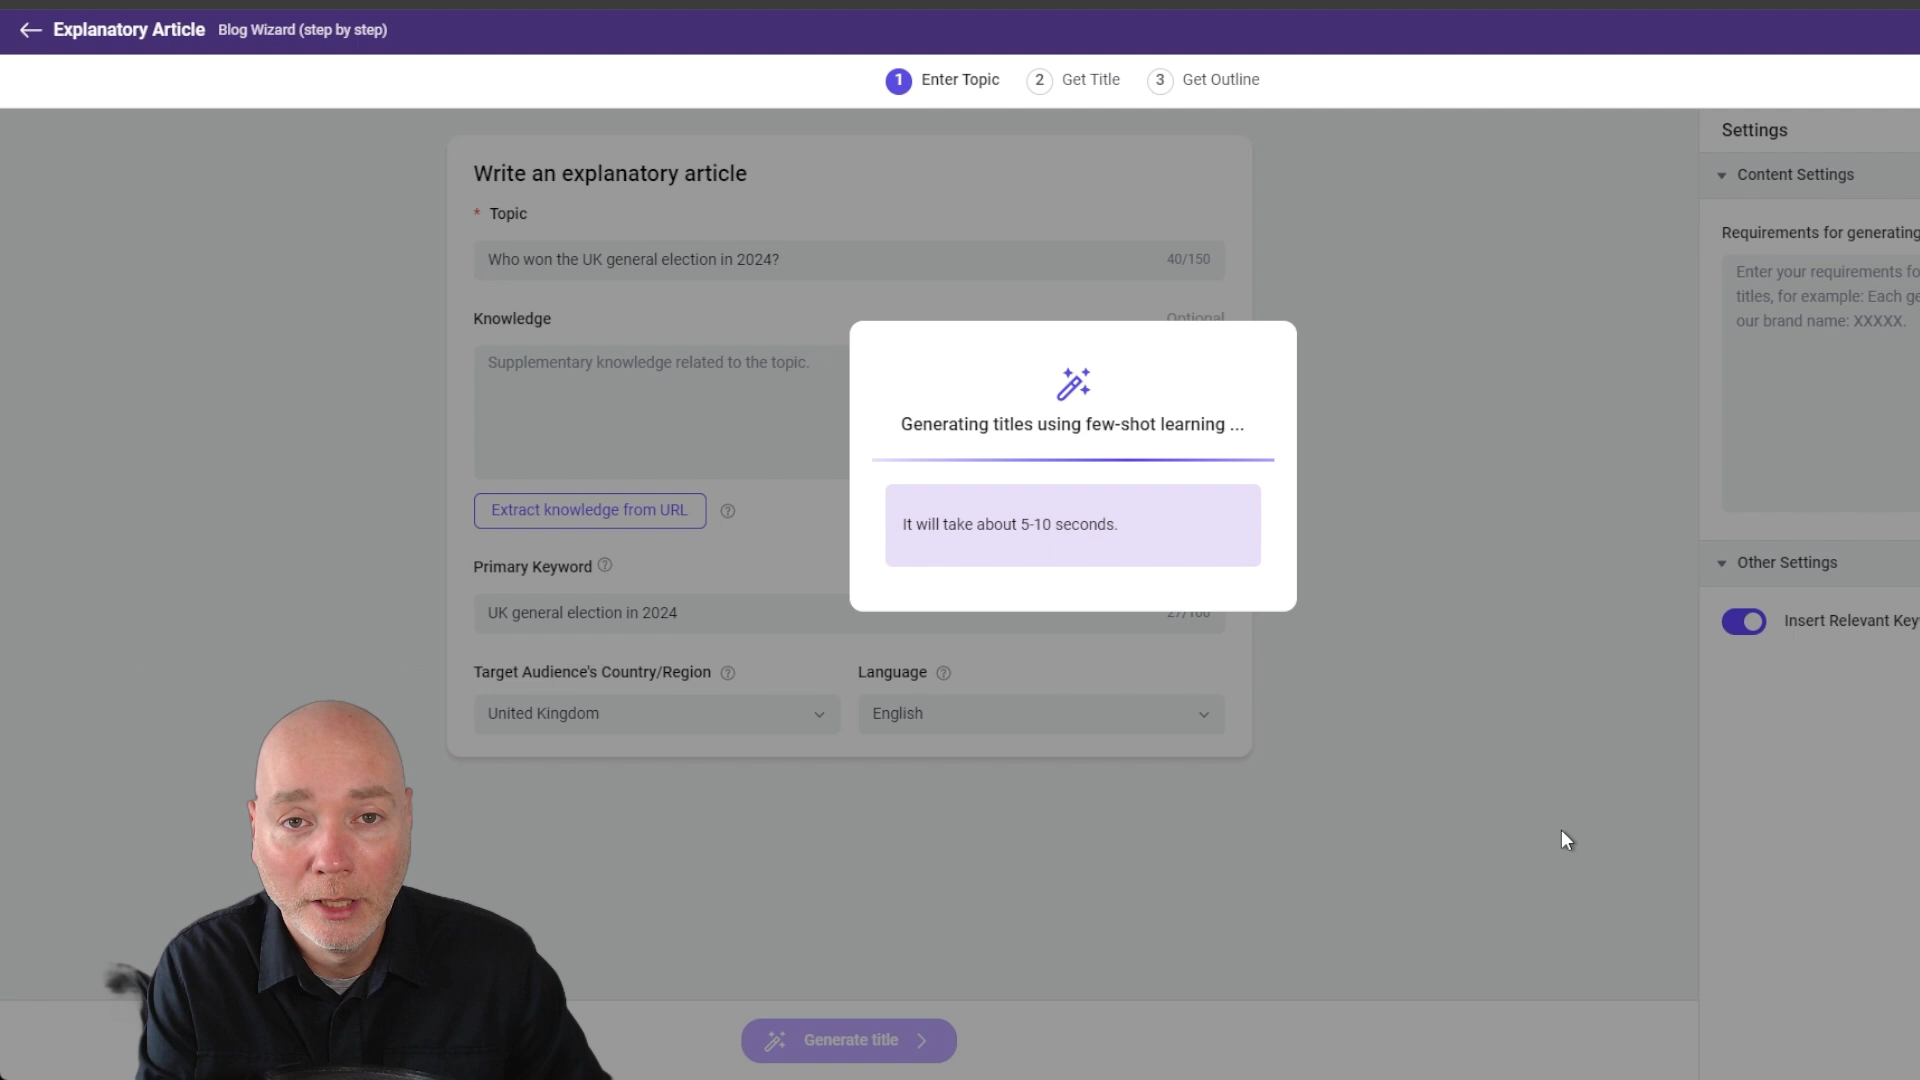 Explanatory Article Blog Wizard (step by step)
1 Enter Topic 2 Get Title 3 Get Outline
Write an explanatory article
* Topic
Who won the UK general election in 2024? 40/150
Knowledge Optional
Supplementary knowledge related to the topic.
Extract knowledge from URL
Primary Keyword
UK general election in 2024 27/100
Target Audience's Country/Region Language
United Kingdom English
Generate title
Generating titles using few-shot learning ...
It will take about 5-10 seconds.
Settings
Content Settings
Requirements for generating
Enter your requirements fo
titles, for example: Each ge
our brand name: XXXXX.
Other Settings
Insert Relevant Key